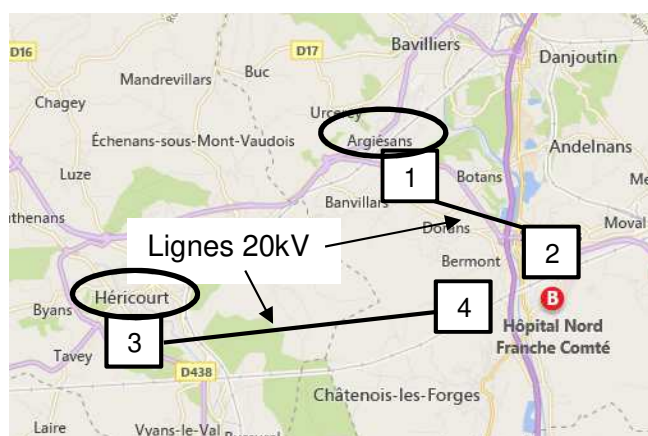 D16
D17
Bavilliers
Danjoutin
Mandrevillars
Buc
Chagey
Urcerey
Échenans-sous-Mont-Vaudois
Argiésans
Andelnans
Luze
1
Botans
Me
Banvillars
thenans
Dorans
Moval
Lignes 20kV
2
Bermont
Héricourt
4
B
Byans
Hôpital Nord
Franche Comté
3
Tavey
D438
Châtenois-les-Forges
Laire
Vyans-le-Val